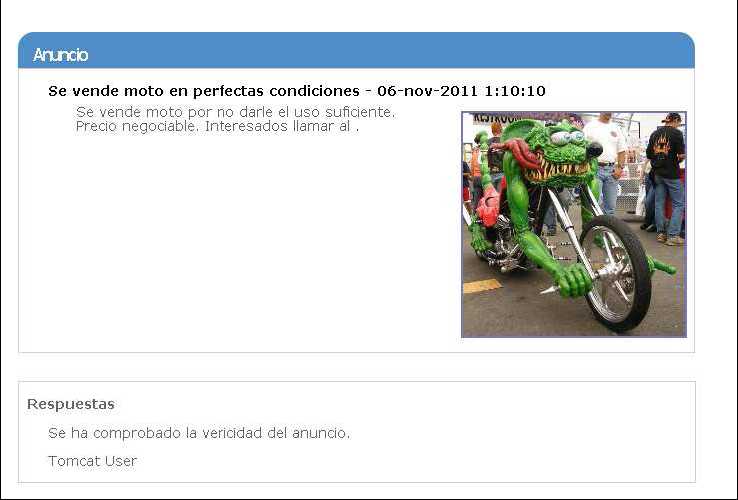 Anuncio
Se vende moto en perfectas condiciones - 06-nov-2011 1:10:10
Se vende moto por no darle el uso suficiente.
Precio negociable. Interesados llamar al .
Respuestas
Se ha comprobado la vericidad del anuncio.
Tomcat User